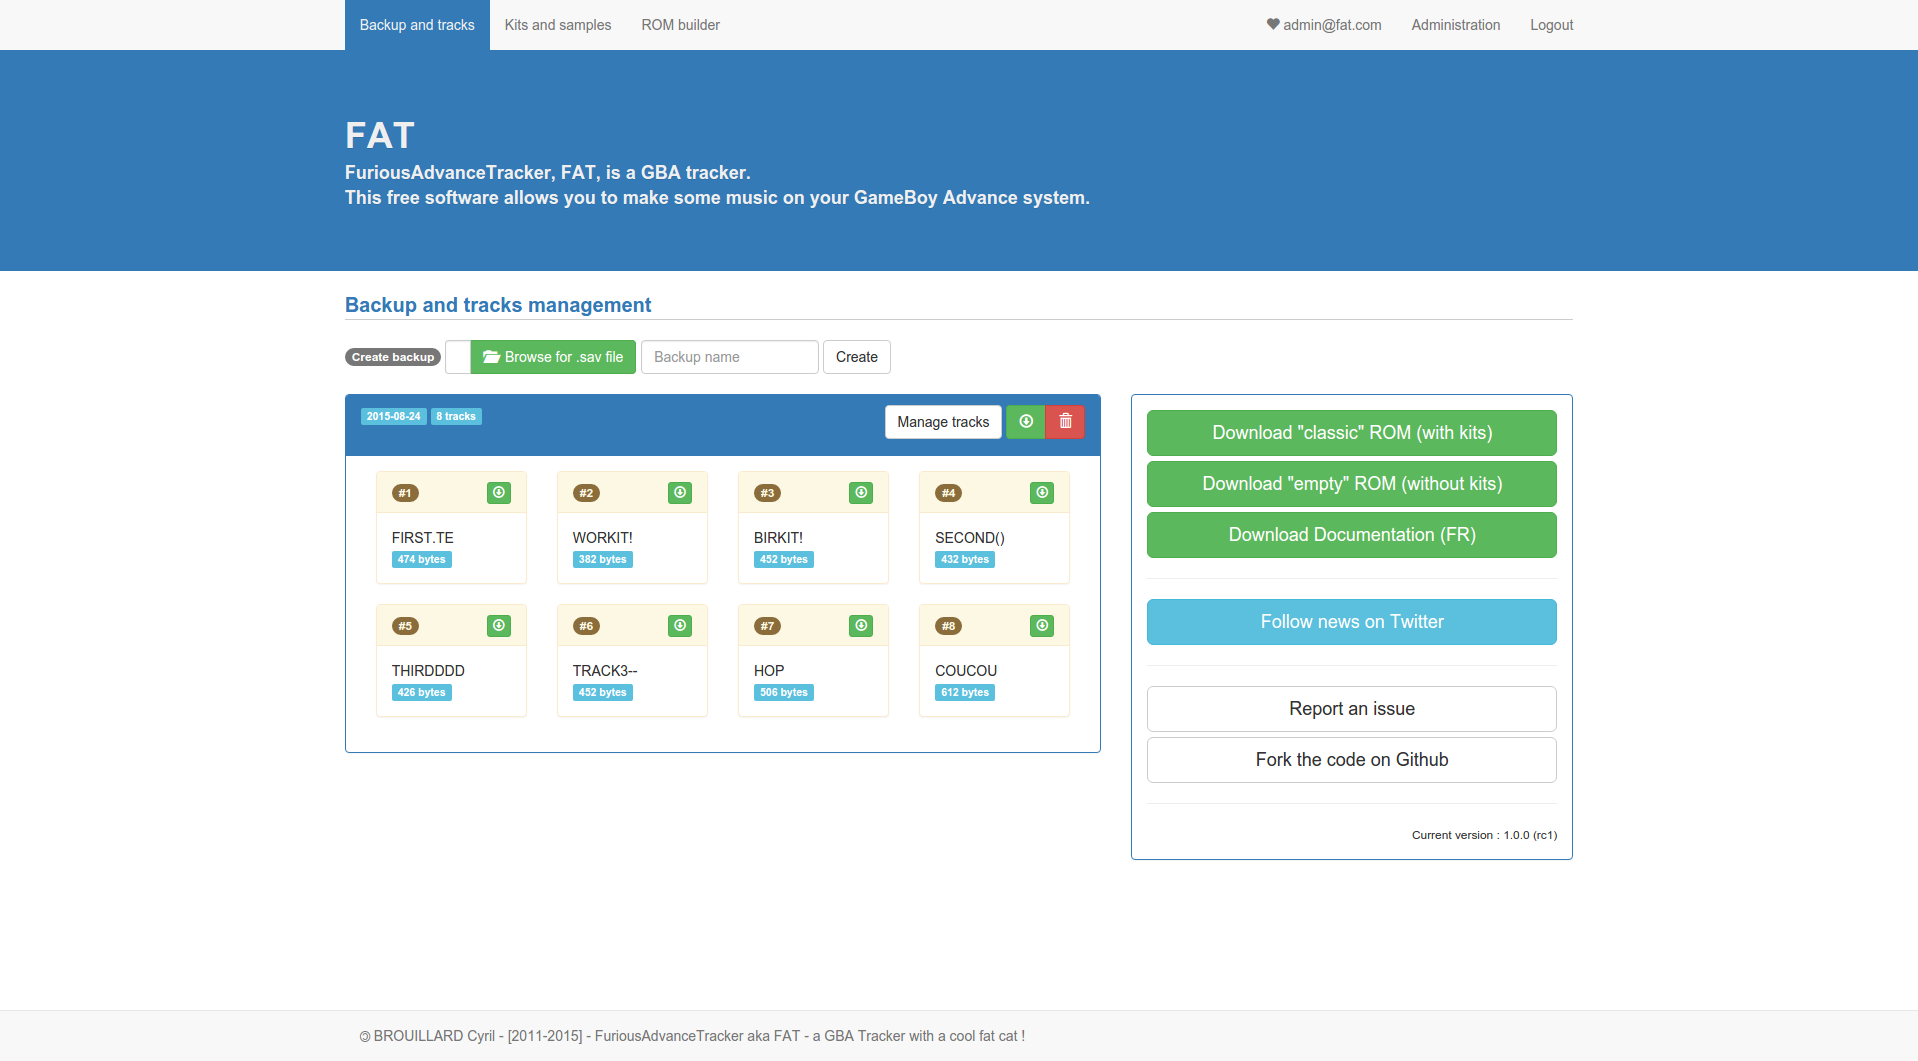 Backup and tracks
Kits and samples
ROM builder
admin@fat.com
Administration
Logout
FAT
FuriousAdvanceTracker, FAT, is a GBA tracker.
This free software allows you to make some music on your GameBoy Advance system.
Backup and tracks management
Create backup
Browse for .sav file
Backup name
Create
2015-08-24
8 tracks
Manage tracks
#1
FIRST.TE
474 bytes
#2
WORKIT!
382 bytes
#3
BIRKIT!
452 bytes
#4
SECOND()
432 bytes
#5
THIRDDDD
426 bytes
#6
TRACK3--
452 bytes
#7
HOP
506 bytes
#8
COUCOU
612 bytes
Download "classic" ROM (with kits)
Download "empty" ROM (without kits)
Download Documentation (FR)
Follow news on Twitter
Report an issue
Fork the code on Github
Current version : 1.0.0 (rc1)
BROUILLARD Cyril - [2011-2015] - FuriousAdvanceTracker aka FAT - a GBA Tracker with a cool fat cat !